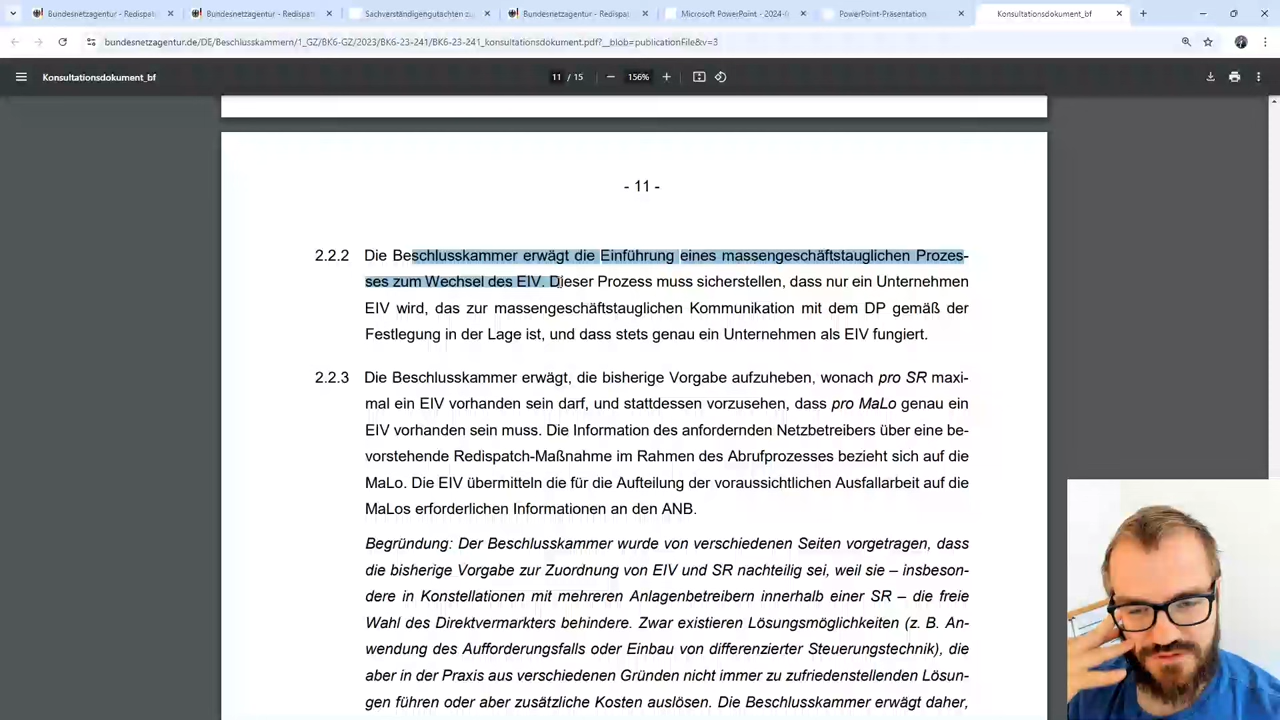 Bundesnetzagentur - Redispat
Bundesnetzagentur - Redispat
Sachverständigengutachten zu
Bundesnetzagentur - Redispat
Microsoft PowerPoint - 2024-
PowerPoint-Präsentation
Konsultationsdokument_bf
bundesnetzagentur.de/DE/Beschlusskammern/1_GZ/BK6-GZ/2023/BK6-23-241/BK6-23-241_konsultationsdokument.pdf?__blob=publicationFile&v=3
Konsultationsdokument_bf
11 / 15
156%
- 11 -
2.2.2 Die Beschlusskammer erwägt die Einführung eines massengeschäftstauglichen Prozes-
ses zum Wechsel des EIV. Dieser Prozess muss sicherstellen, dass nur ein Unternehmen
EIV wird, das zur massengeschäftstauglichen Kommunikation mit dem DP gemäß der
Festlegung in der Lage ist, und dass stets genau ein Unternehmen als EIV fungiert.
2.2.3 Die Beschlusskammer erwägt, die bisherige Vorgabe aufzuheben, wonach pro SR maxi-
mal ein EIV vorhanden sein darf, und stattdessen vorzusehen, dass pro MaLo genau ein
EIV vorhanden sein muss. Die Information des anfordernden Netzbetreibers über eine be-
vorstehende Redispatch-Maßnahme im Rahmen des Abrufprozesses bezieht sich auf die
MaLo. Die EIV übermitteln die für die Aufteilung der voraussichtlichen Ausfallarbeit auf die
MaLos erforderlichen Informationen an den ANB.
Begründung: Der Beschlusskammer wurde von verschiedenen Seiten vorgetragen, dass
die bisherige Vorgabe zur Zuordnung von EIV und SR nachteilig sei, weil sie – insbeson-
dere in Konstellationen mit mehreren Anlagenbetreibern innerhalb einer SR – die freie
Wahl des Direktvermarkters behindere. Zwar existieren Lösungsmöglichkeiten (z. B. An-
wendung des Aufforderungsfalls oder Einbau von differenzierter Steuerungstechnik), die
aber in der Praxis aus verschiedenen Gründen nicht immer zu zufriedenstellenden Lösun-
gen führen oder aber zusätzliche Kosten auslösen. Die Beschlusskammer erwägt daher,